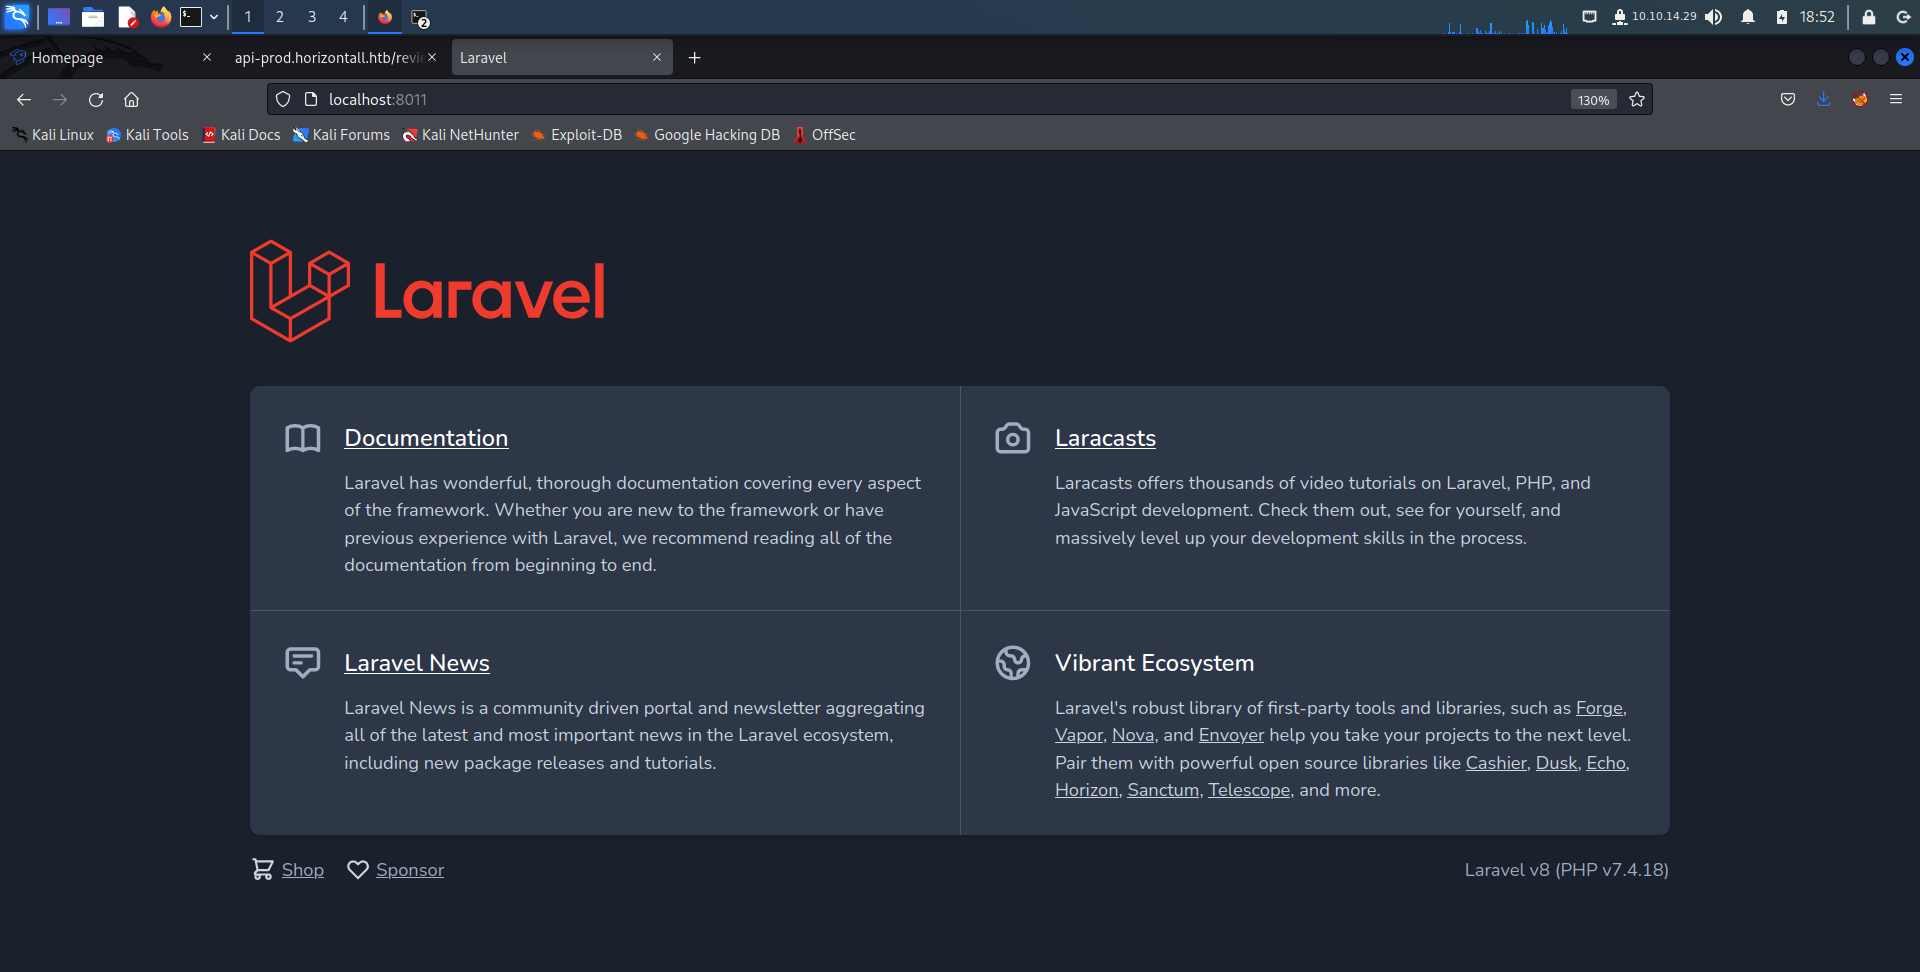 1 2 3 4 2 10.10.14.29 18:52
Homepage api-prod.horizontall.htb/revi Laravel
localhost:8011 130%
Kali Linux Kali Tools Kali Docs Kali Forums Kali NetHunter Exploit-DB Google Hacking DB OffSec
Laravel
Documentation
Laravel has wonderful, thorough documentation covering every aspect
of the framework. Whether you are new to the framework or have
previous experience with Laravel, we recommend reading all of the
documentation from beginning to end.
Laracasts
Laracasts offers thousands of video tutorials on Laravel, PHP, and
JavaScript development. Check them out, see for yourself, and
massively level up your development skills in the process.
Laravel News
Laravel News is a community driven portal and newsletter aggregating
all of the latest and most important news in the Laravel ecosystem,
including new package releases and tutorials.
Vibrant Ecosystem
Laravel's robust library of first-party tools and libraries, such as Forge,
Vapor, Nova, and Envoyer help you take your projects to the next level.
Pair them with powerful open source libraries like Cashier, Dusk, Echo,
Horizon, Sanctum, Telescope, and more.
Shop Sponsor
Laravel v8 (PHP v7.4.18)